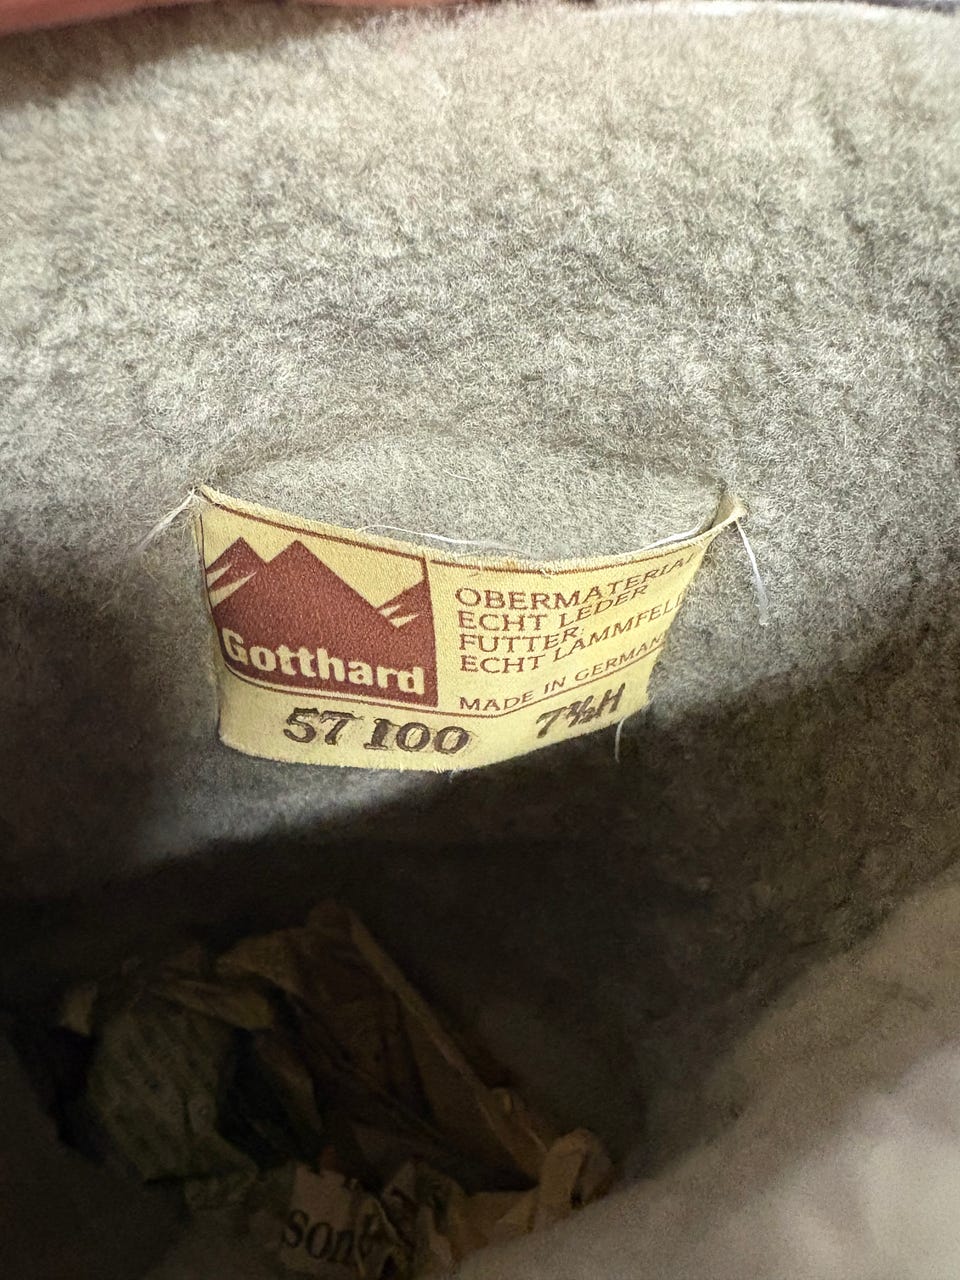 Gotthard
OBERMATERIAL
ECHT LEDER
FUTTER:
ECHT LAMMFELL
MADE IN GERMANY
57 100 7½H